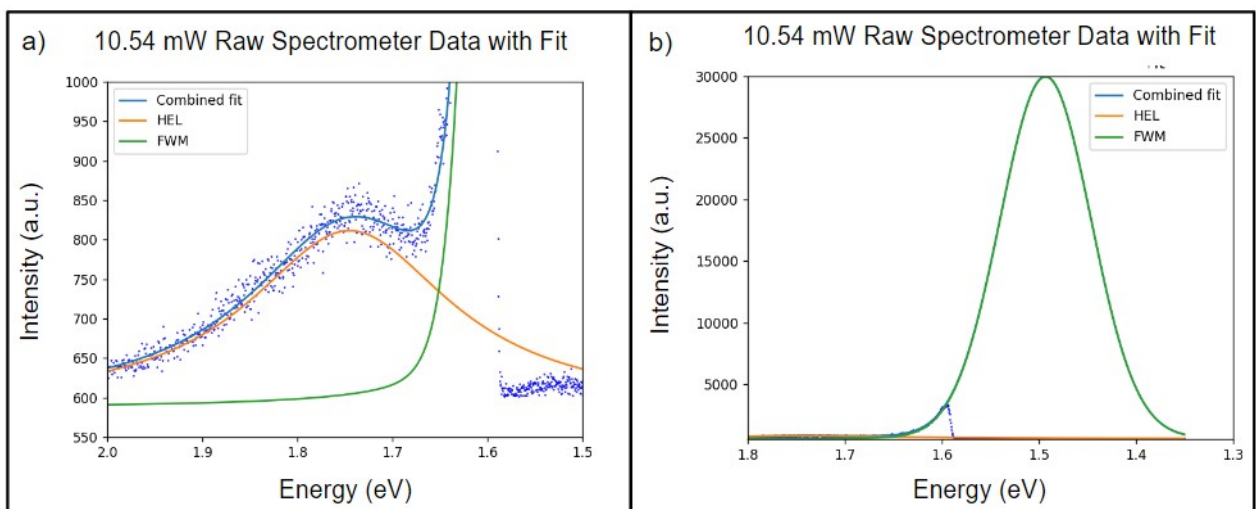 a) 10.54 mW Raw Spectrometer Data with Fit
1000
950
900
850
800
750
700
650
600
550
Intensity (a.u.)
Combined fit
HEL
FWM
2.0 1.9 1.8 1.7 1.6 1.5
Energy (eV)
b) 10.54 mW Raw Spectrometer Data with Fit
30000
25000
20000
15000
10000
5000
Intensity (a.u.)
Combined fit
HEL
FWM
1.8 1.7 1.6 1.5 1.4 1.3
Energy (eV)